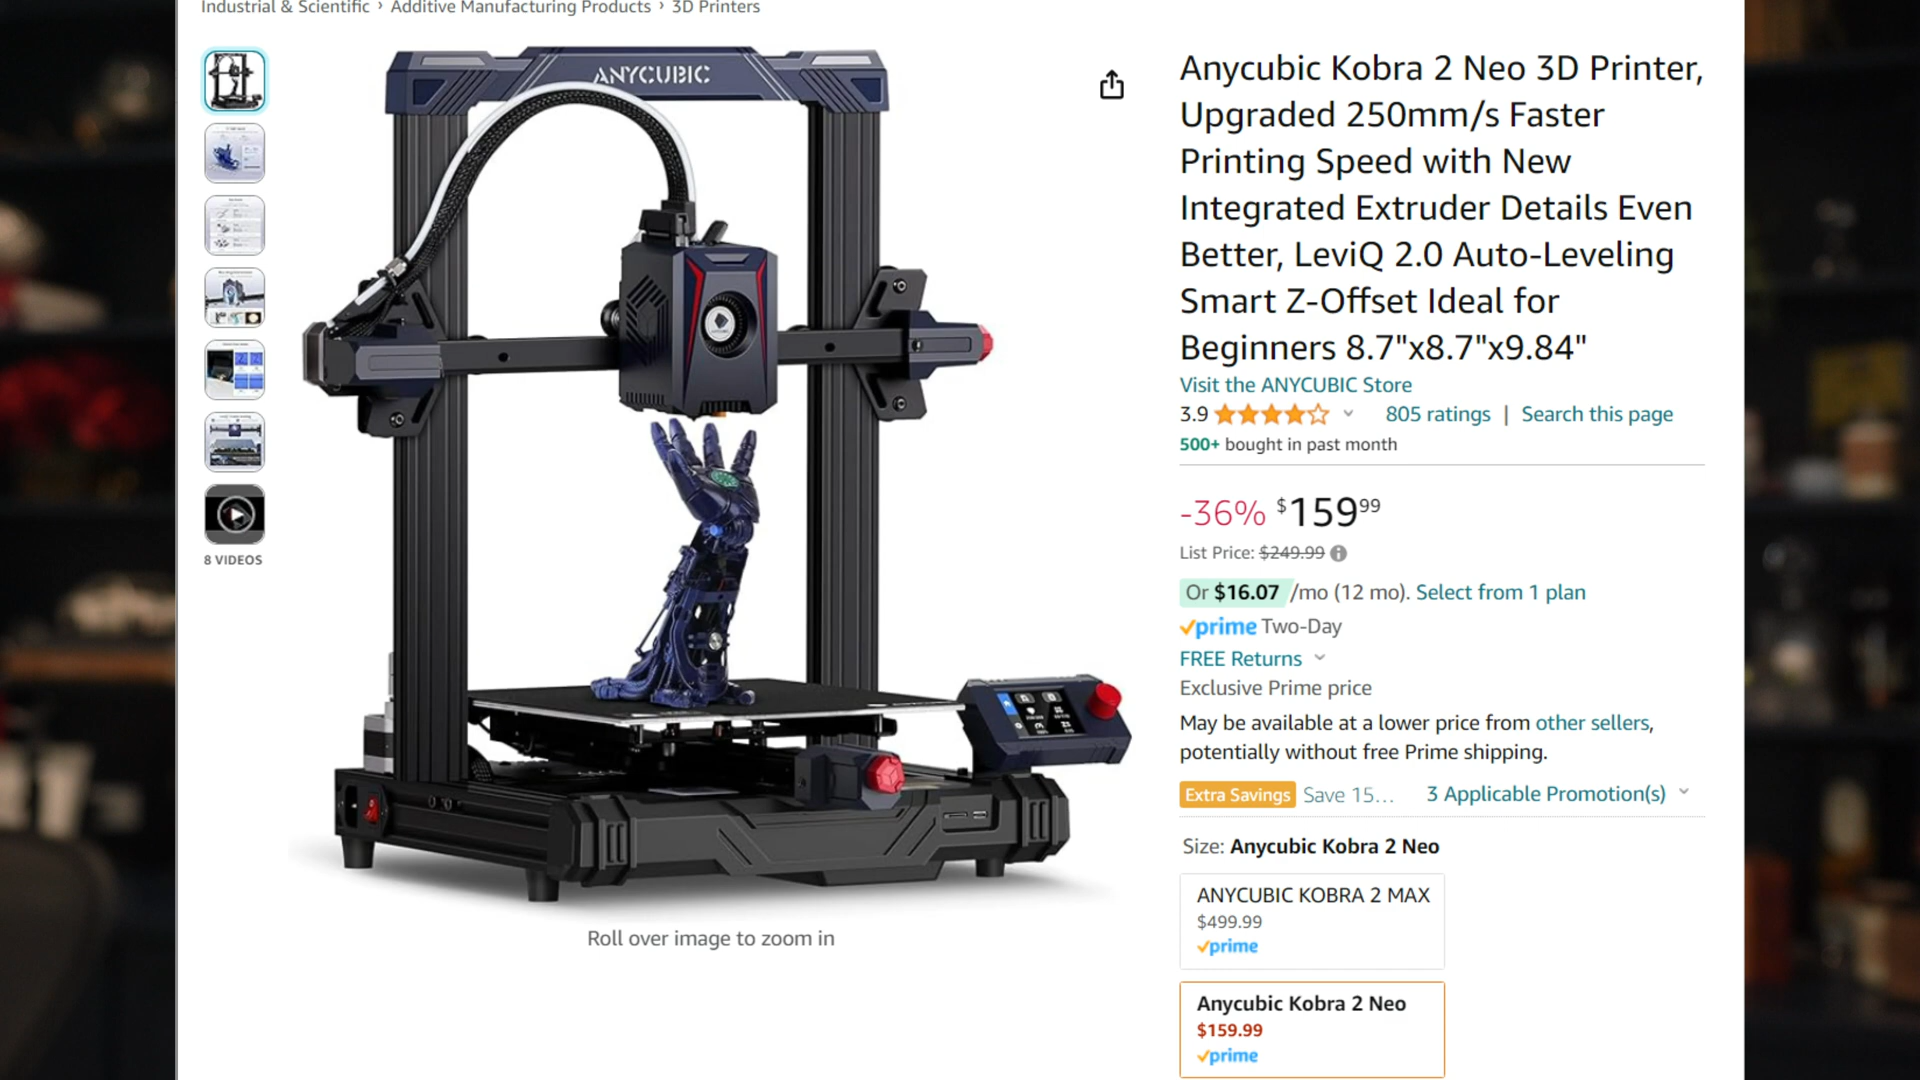 Industrial & Scientific › Additive Manufacturing Products › 3D Printers
ANYCUBIC
Anycubic Kobra 2 Neo 3D Printer,
Upgraded 250mm/s Faster
Printing Speed with New
Integrated Extruder Details Even
Better, LeviQ 2.0 Auto-Leveling
Smart Z-Offset Ideal for
Beginners 8.7"x8.7"x9.84"
Visit the ANYCUBIC Store
3.9 805 ratings | Search this page
500+ bought in past month
-36% $159.99
List Price: $249.99
Or $16.07 /mo (12 mo). Select from 1 plan
prime Two-Day
FREE Returns
Exclusive Prime price
May be available at a lower price from other sellers,
potentially without free Prime shipping.
Extra Savings Save 15... 3 Applicable Promotion(s)
Size: Anycubic Kobra 2 Neo
ANYCUBIC KOBRA 2 MAX
$499.99
prime
Anycubic Kobra 2 Neo
$159.99
prime
8 VIDEOS
Roll over image to zoom in